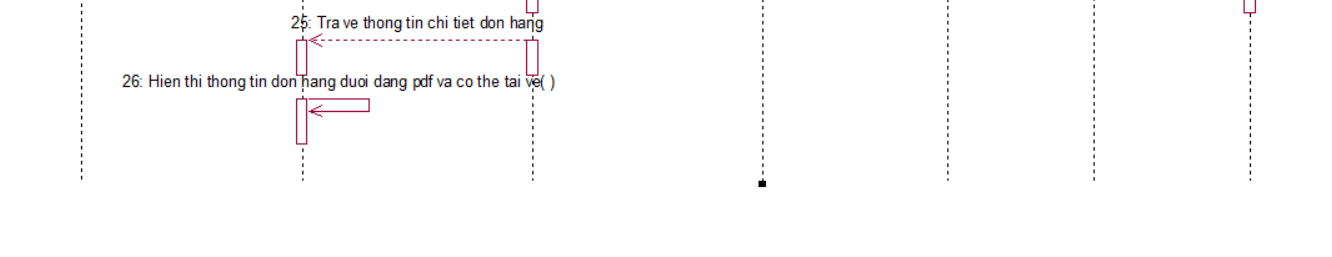 25: Tra ve thong tin chi tiet don hang
26: Hien thi thong tin don hang duoi dang pdf va co the tai ve( )